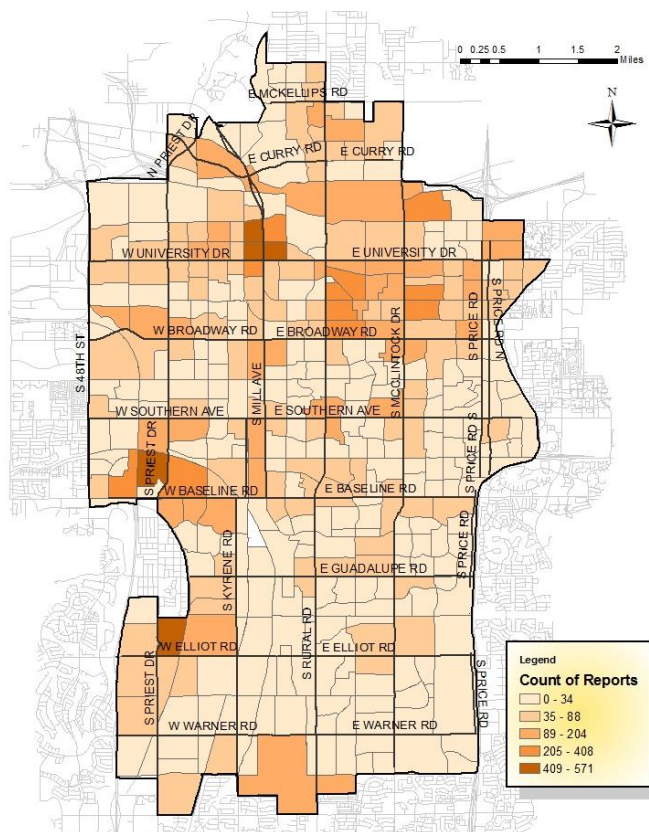 0 0.25 0.5 1 1.5 2
Miles
N
E MCKELLIPS RD
N PRIEST DR
E CURRY RD
E CURRY RD
W UNIVERSITY DR
E UNIVERSITY DR
S PRICE RD
S PRICE RD N
W BROADWAY RD
E BROADWAY RD
S 48TH ST
S MILL AVE
S MCCLINTOCK DR
W SOUTHERN AVE
E SOUTHERN AVE
S PRIEST DR
S PRICE RD S
W BASELINE RD
E BASELINE RD
S KYRENE RD
S PRICE RD
E GUADALUPE RD
S RURAL RD
W ELLIOT RD
E ELLIOT RD
S PRIEST DR
S PRICE RD
W WARNER RD
E WARNER RD
Legend
Count of Reports
0 - 34
35 - 88
89 - 204
205 - 408
409 - 571